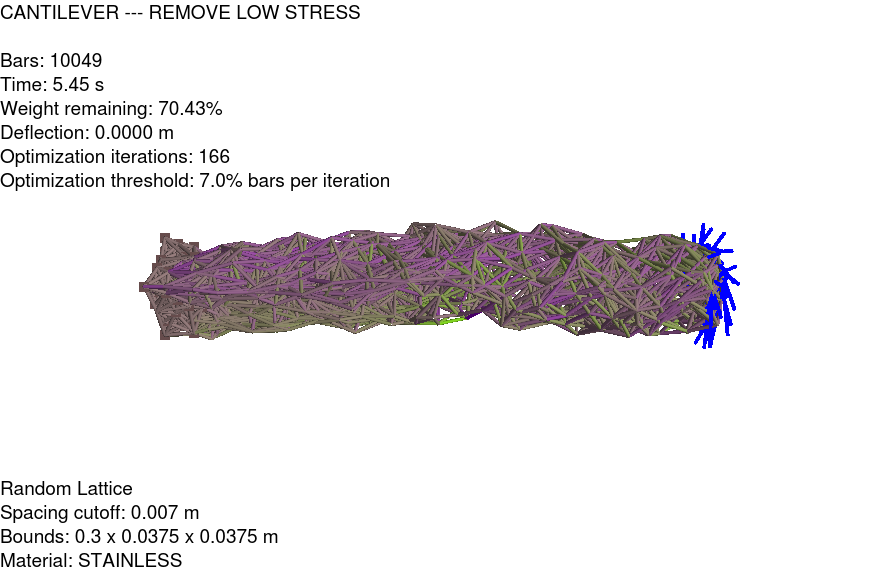 CANTILEVER --- REMOVE LOW STRESS
Bars: 10049
Time: 5.45 s
Weight remaining: 70.43%
Deflection: 0.0000 m
Optimization iterations: 166
Optimization threshold: 7.0% bars per iteration
Random Lattice
Spacing cutoff: 0.007 m
Bounds: 0.3 x 0.0375 x 0.0375 m
Material: STAINLESS